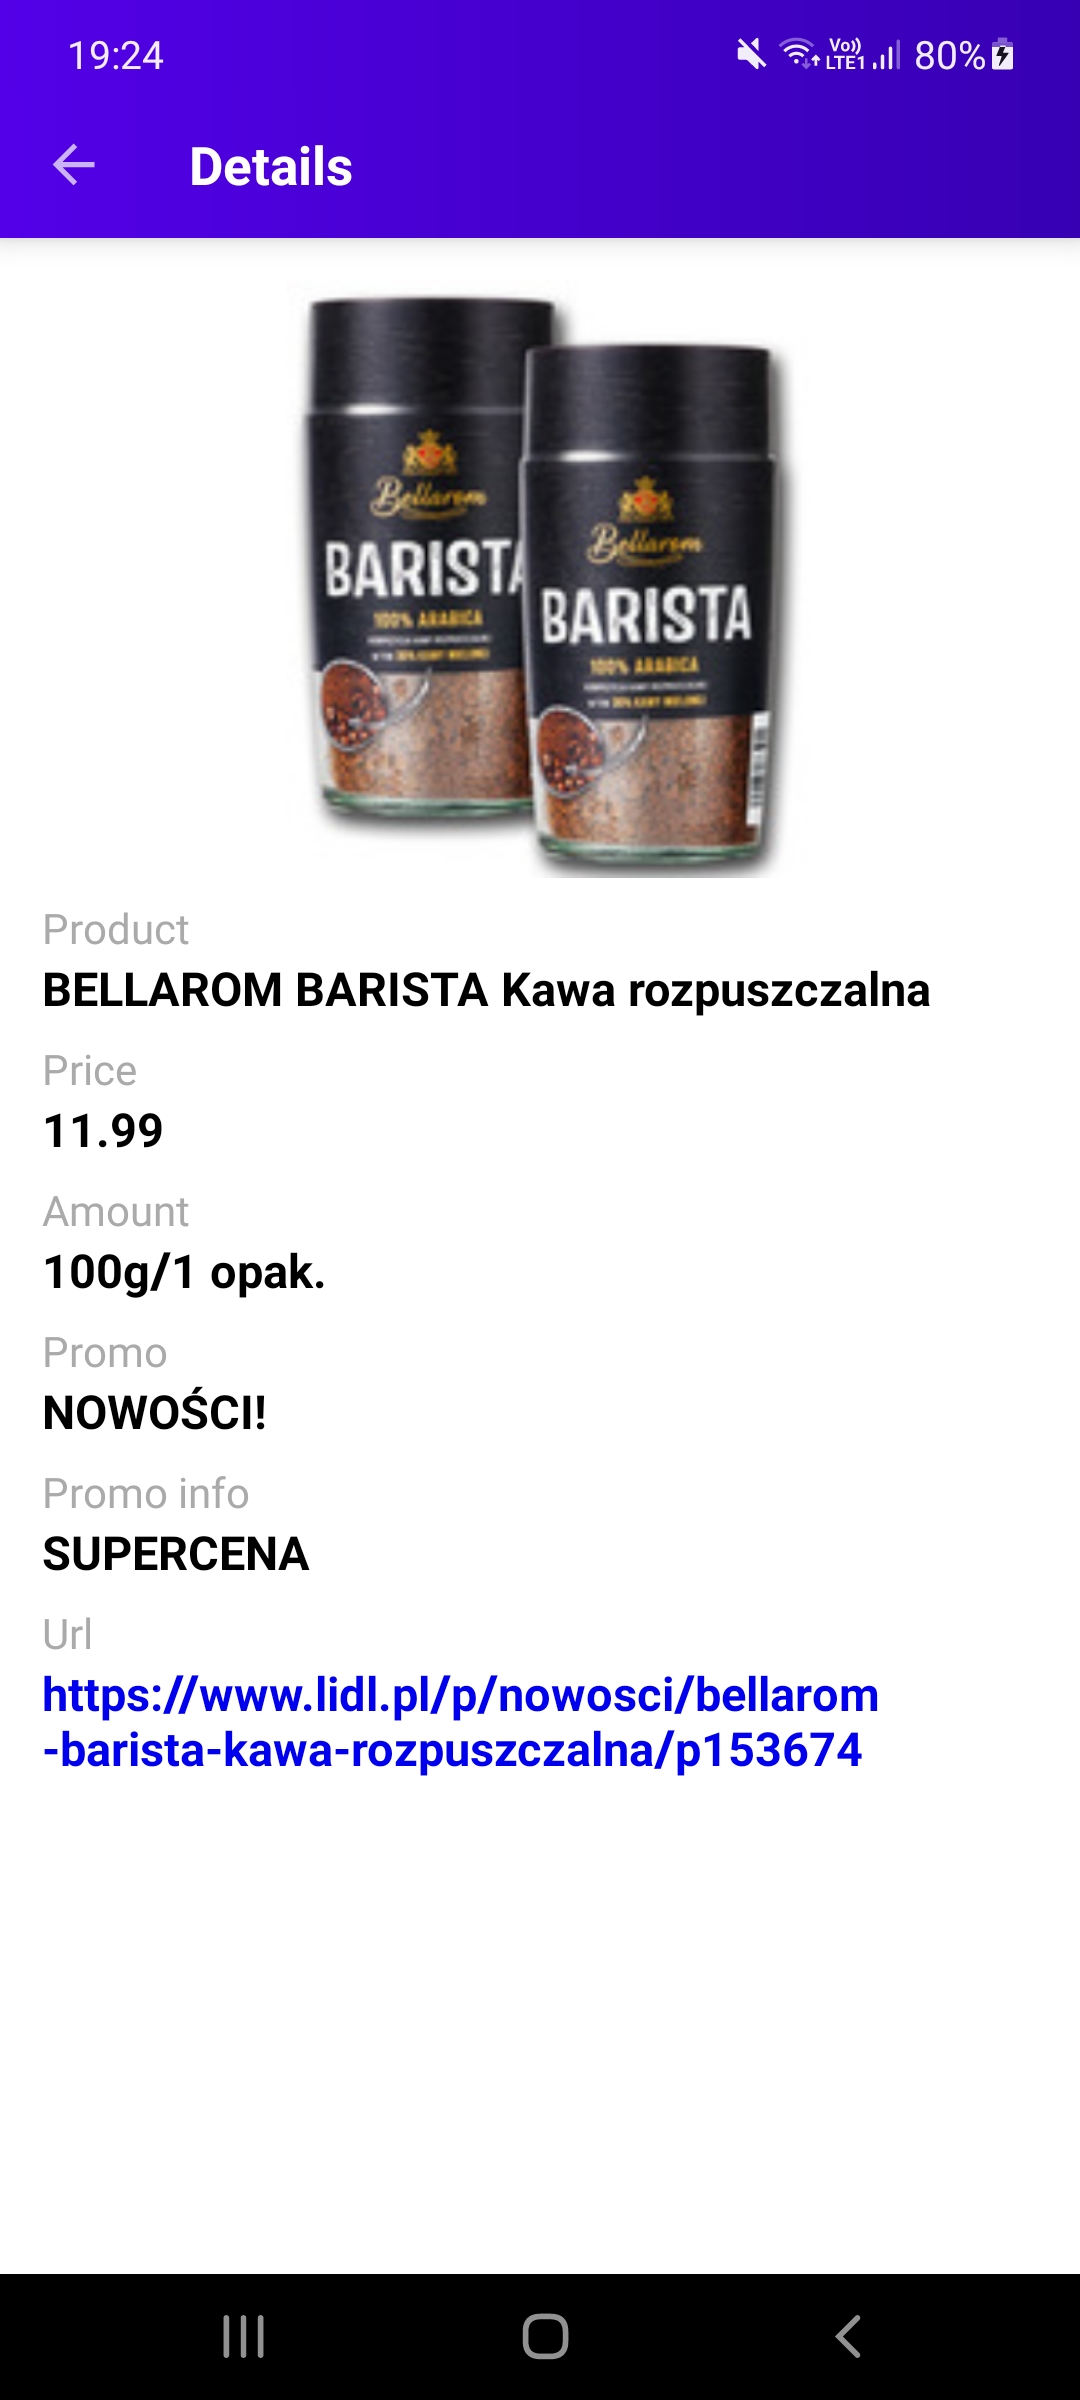 19:24
Vo))
LTE1
80%
Details
Bellarom
BARISTA
100% ARABICA
Bellarom
BARISTA
100% ARABICA
Product
BELLAROM BARISTA Kawa rozpuszczalna
Price
11.99
Amount
100g/1 opak.
Promo
NOWOŚCI!
Promo info
SUPERCENA
Url
https://www.lidl.pl/p/nowosci/bellarom
-barista-kawa-rozpuszczalna/p153674